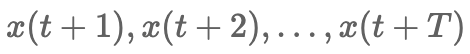 x(t + 1), x(t + 2), . . . , x(t + T)